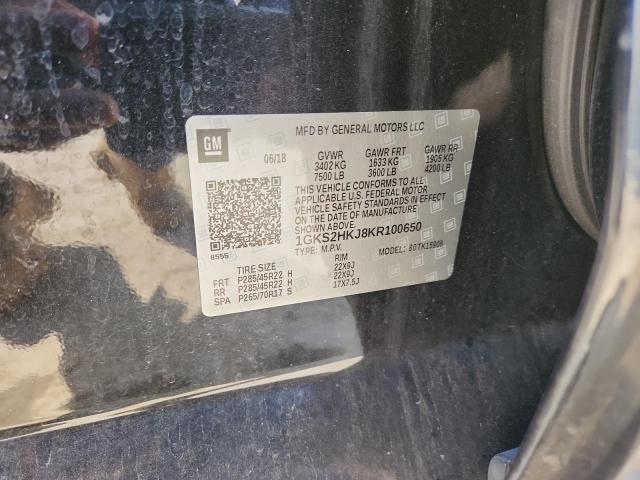 MFD BY GENERAL MOTORS LLC
GM
06/18 GVWR GAWR FRT GAWR RR
3402 KG 1633 KG 1905 KG
7500 LB 3600 LB 4200 LB
THIS VEHICLE CONFORMS TO ALL
APPLICABLE U.S. FEDERAL MOTOR
VEHICLE SAFETY STANDARDS IN EFFECT
ON THE DATE OF MANUFACTURE
SHOWN ABOVE.
1GKS2HKJ8KR100650
8555 TYPE: M.P.V. MODEL: 807K15906
TIRE SIZE RIM
FRT P285/45R22 H 22X9J
RR P285/45R22 H 22X9J
SPA P265/70R17 S 17X7.5J